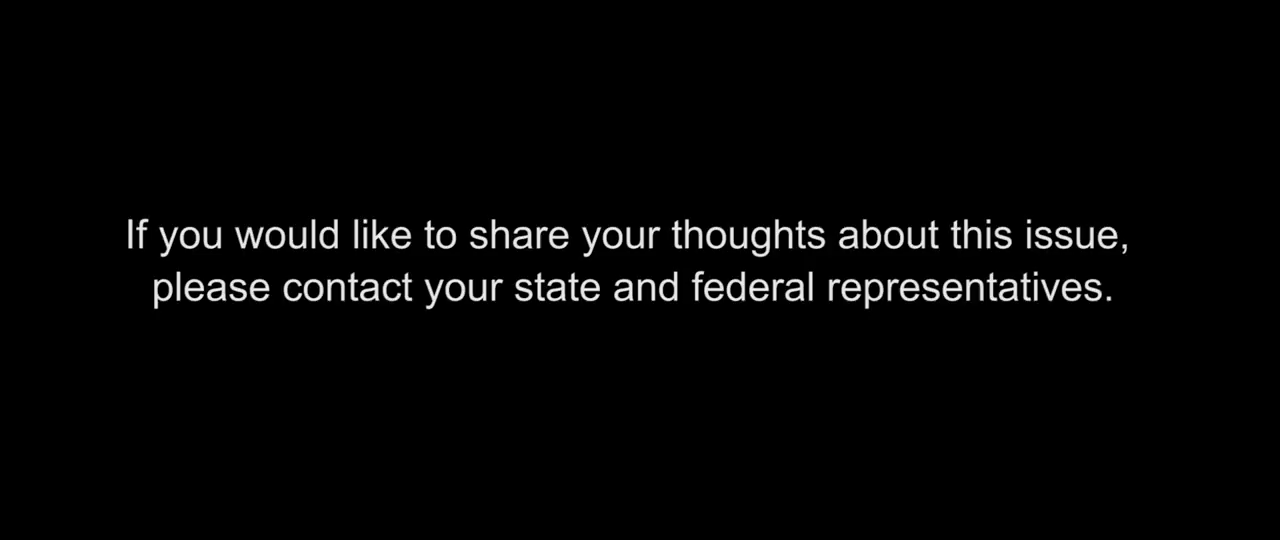 If you would like to share your thoughts about this issue,
please contact your state and federal representatives.